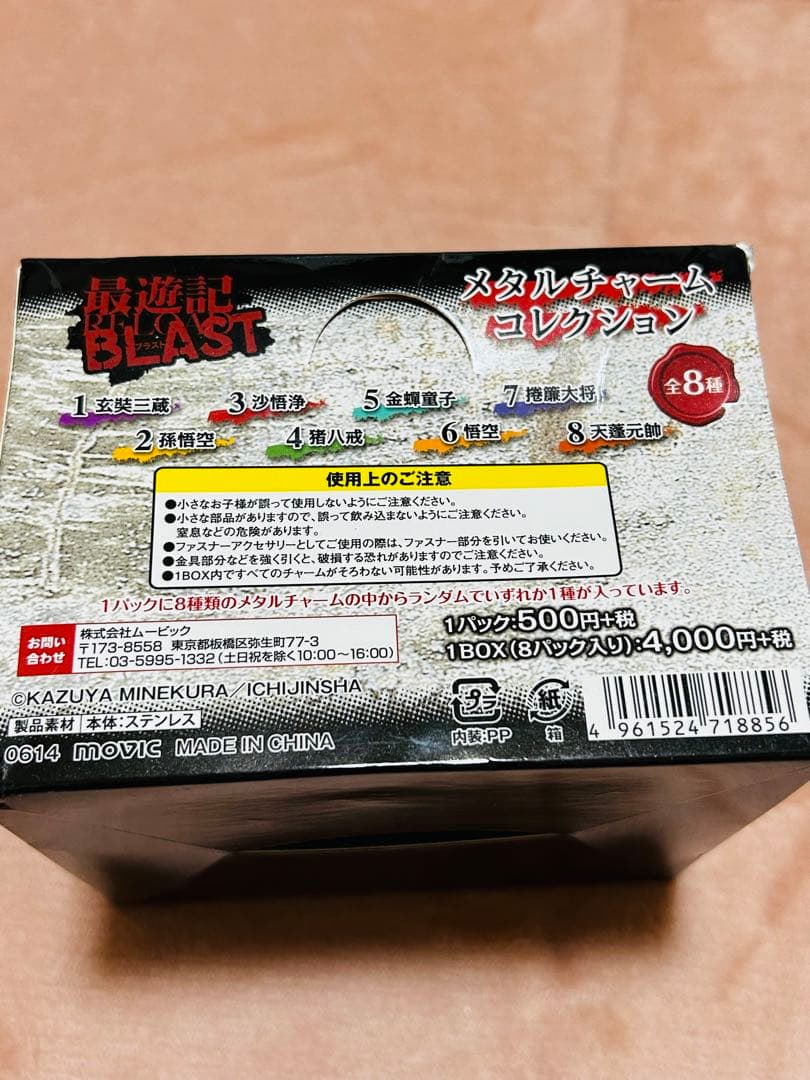 最遊記
RELOAD
BLAST
ブラスト
メタルチャーム
コレクション
全8種
1 玄奘三蔵
3 沙悟浄
5 金蟬童子
7 捲簾大将
2 孫悟空
4 猪八戒
6 悟空
8 天蓬元帥
使用上のご注意
●小さなお子様が誤って使用しないようにご注意ください。
●小さな部品がありますので、誤って飲み込まないようにご注意ください。
窒息などの危険があります。
●ファスナーアクセサリーとしてご使用の際は、ファスナー部分を引いてお使いください。
●金具部分などを強く引くと、破損する恐れがありますのでご注意ください。
●1BOX内ですべてのチャームがそろわない可能性があります。予めご了承ください。
1パックに8種類のメタルチャームの中からランダムでいずれか1種が入っています。
お問い
合わせ
株式会社ムービック
〒173-8558 東京都板橋区弥生町77-3
TEL:03-5995-1332(土日祝を除く10:00〜16:00)
1パック:500円+税
1BOX(8パック入り):4,000円+税
©KAZUYA MINEKURA/ICHIJINSHA
製品素材 本体:ステンレス
プラ
内装:PP
紙
箱
4 961524 718856
0614 movic MADE IN CHINA